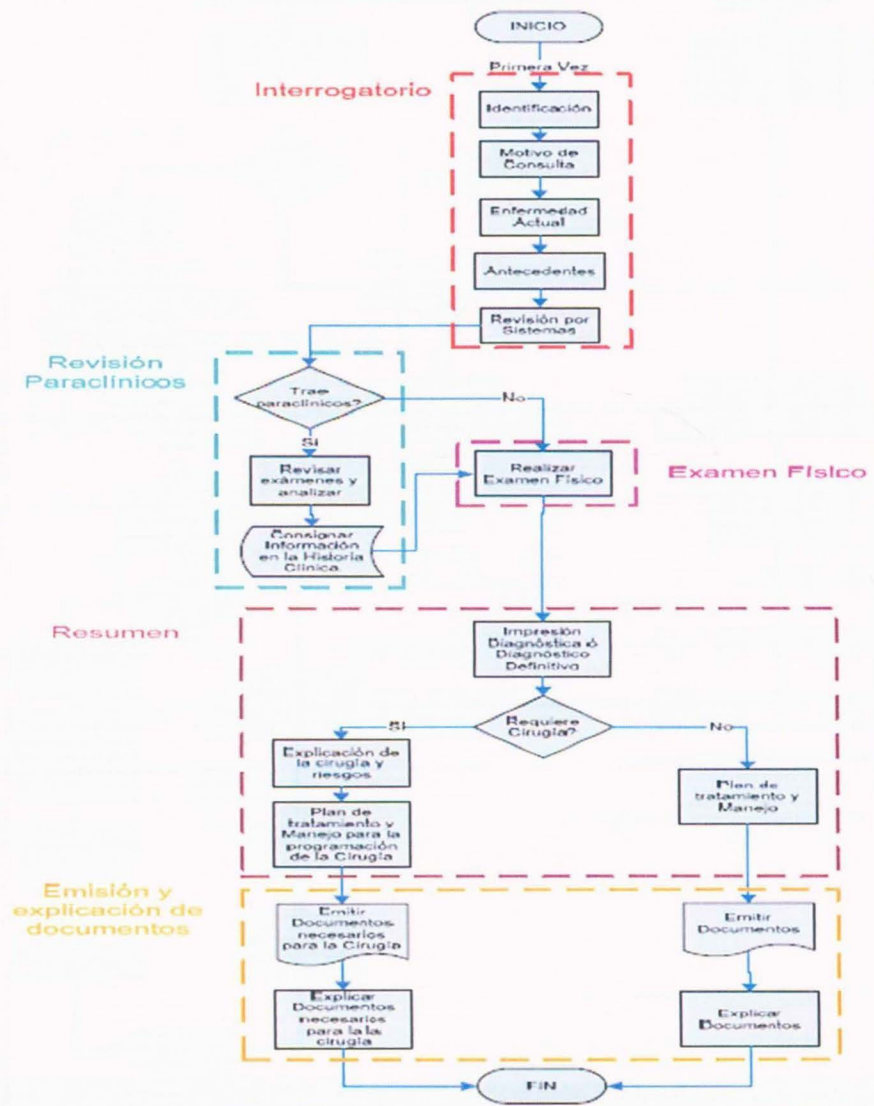 INICIO
Primera Vez
Interrogatorio
Identificación
Motivo de
Consulta
Enfermedad
Actual
Antecedentes
Revisión por
Sistemas
Revisión
Paraclínicos
Trae
paraclínicos?
No
Si
Revisar
exámenes y
analizar
Realizar
Examen Físico
Examen Físico
Consignar
Información
en la Historia
Clínica.
Resumen
Impresión
Diagnóstica ó
Diagnóstico
Definitivo
Requiere
Cirugía?
Si
No
Explicación de
la cirugía y
riesgos
Plan de
tratamiento y
Manejo
Plan de
tratamiento y
Manejo para la
programación
de la Cirugía
Emisión y
explicación de
documentos
Emitir
Documentos
necesarios
para la Cirugía
Emitir
Documentos
Explicar
Documentos
necesarios
para la la
cirugía
Explicar
Documentos
FIN